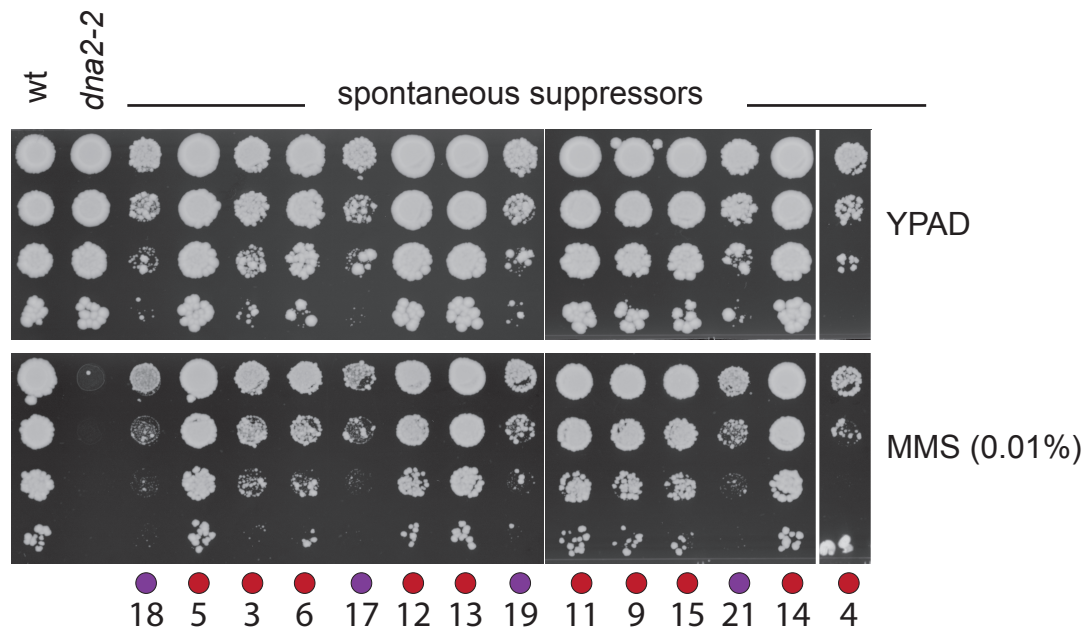 wt
dna2-2
spontaneous suppressors
YPAD
MMS (0.01%)
18 5 3 6 17 12 13 19 11 9 15 21 14 4